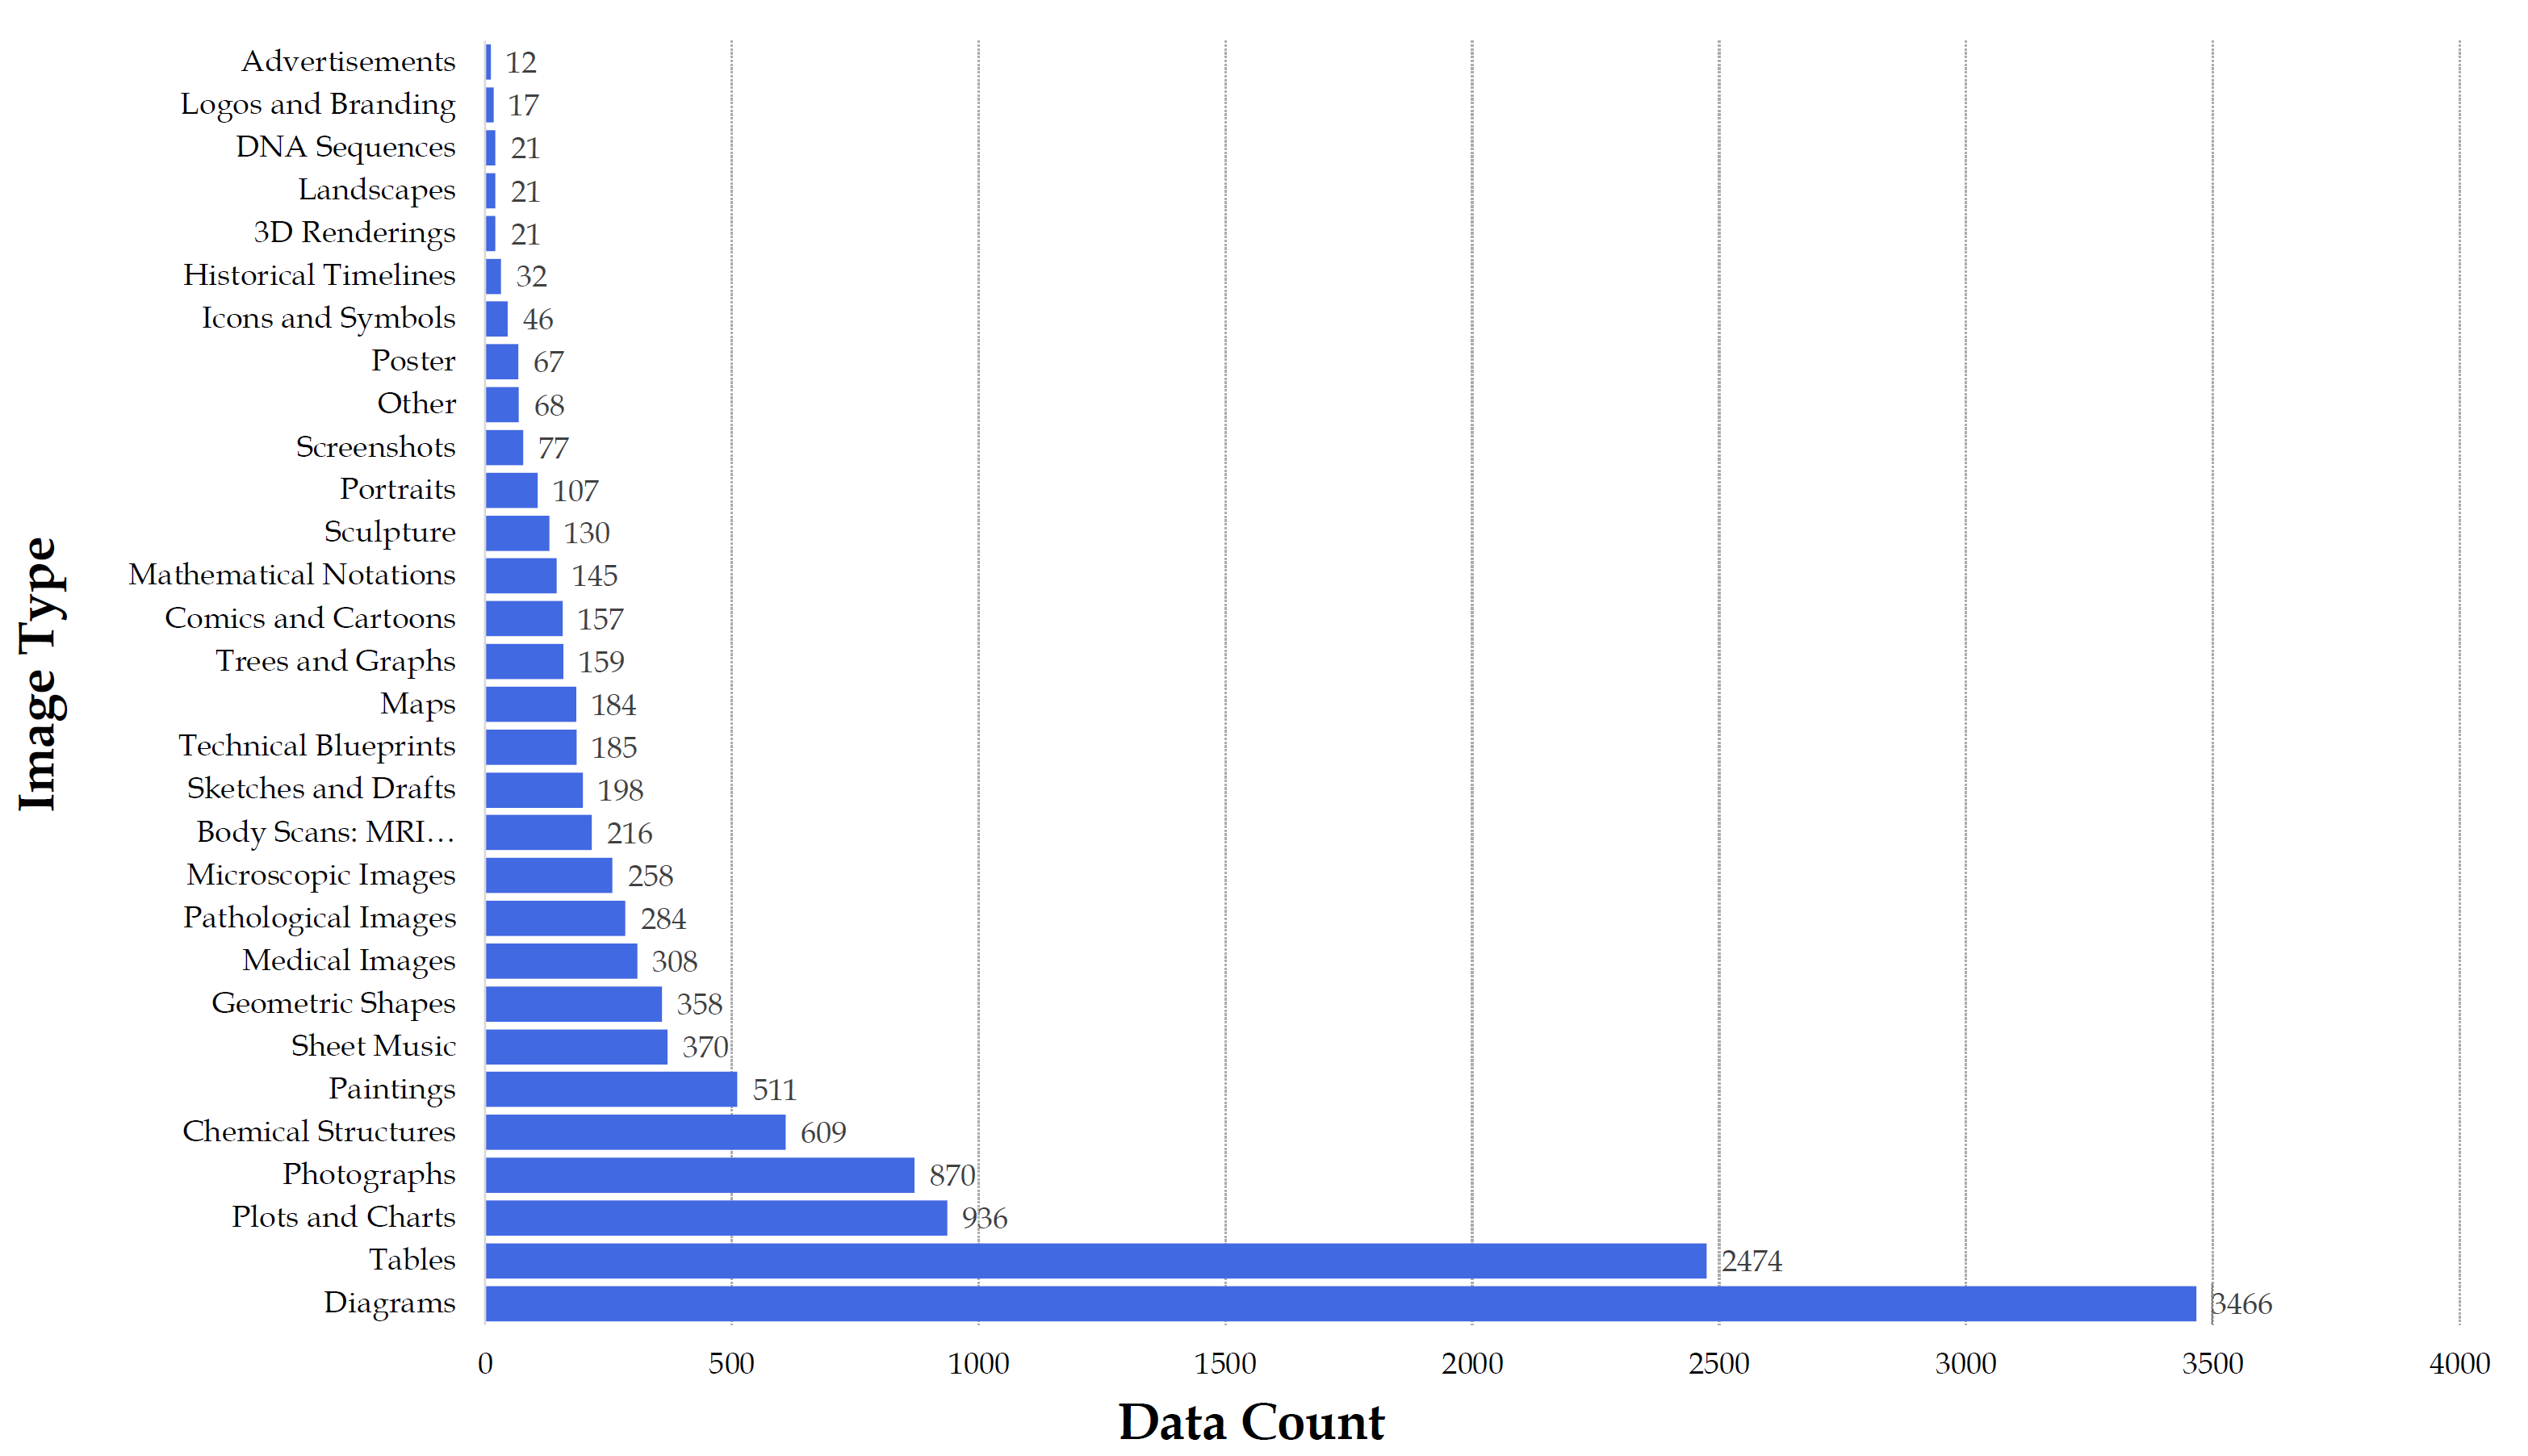 Advertisements 12
Logos and Branding 17
DNA Sequences 21
Landscapes 21
3D Renderings 21
Historical Timelines 32
Icons and Symbols 46
Poster 67
Other 68
Screenshots 77
Portraits 107
Sculpture 130
Mathematical Notations 145
Comics and Cartoons 157
Trees and Graphs 159
Maps 184
Technical Blueprints 185
Sketches and Drafts 198
Body Scans: MRI… 216
Microscopic Images 258
Pathological Images 284
Medical Images 308
Geometric Shapes 358
Sheet Music 370
Paintings 511
Chemical Structures 609
Photographs 870
Plots and Charts 936
Tables 2474
Diagrams 3466
Image Type
0 500 1000 1500 2000 2500 3000 3500 4000
Data Count